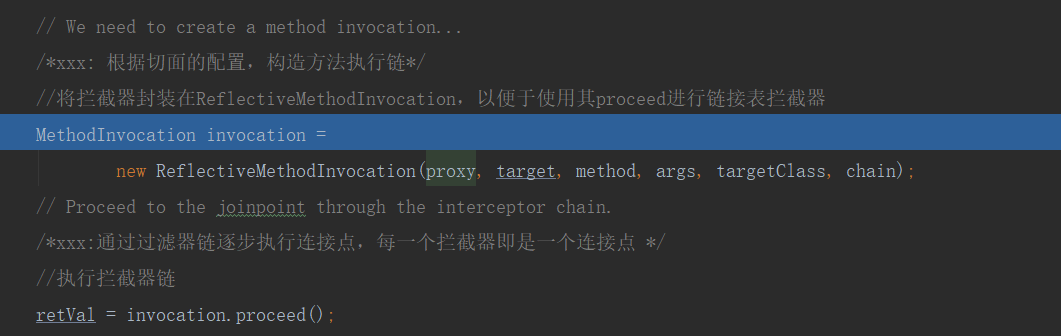 // We need to create a method invocation...
/*xxx: 根据切面的配置，构造方法执行链*/
//将拦截器封装在ReflectiveMethodInvocation，以便于使用其proceed进行链接表拦截器
MethodInvocation invocation =
new ReflectiveMethodInvocation(proxy, target, method, args, targetClass, chain);
// Proceed to the joinpoint through the interceptor chain.
/*xxx:通过过滤器链逐步执行连接点，每一个拦截器即是一个连接点 */
//执行拦截器链
retVal = invocation.proceed();